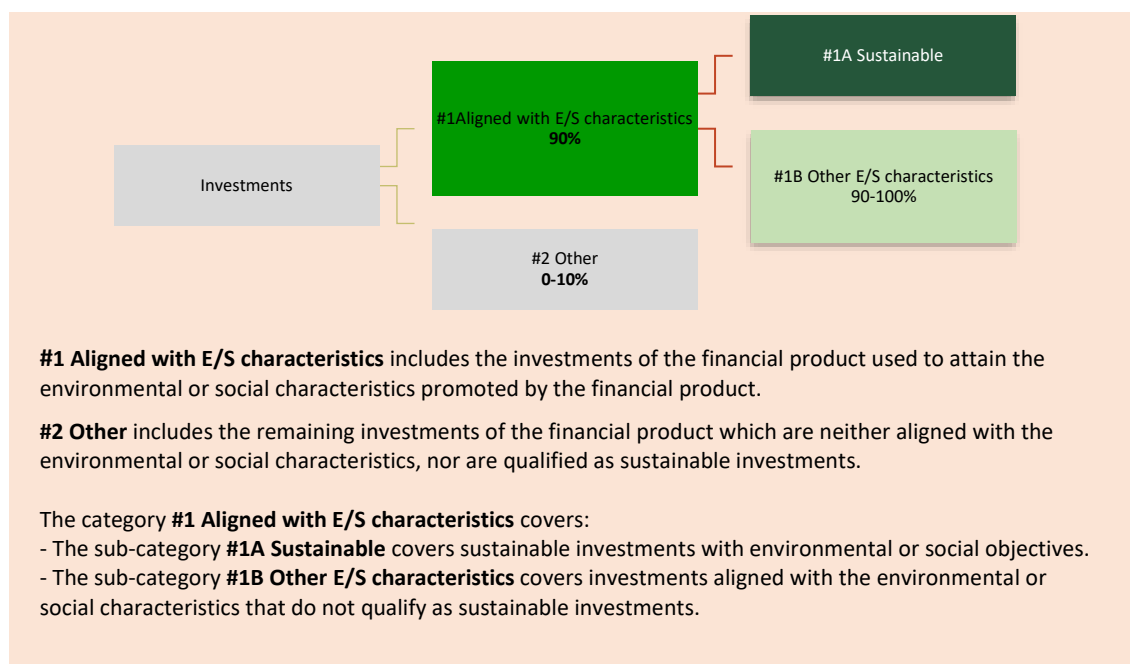 #1A Sustainable
#1Aligned with E/S characteristics
90%
Investments
#1B Other E/S characteristics
90-100%
#2 Other
0-10%
#1 Aligned with E/S characteristics includes the investments of the financial product used to attain the
environmental or social characteristics promoted by the financial product.
#2 Other includes the remaining investments of the financial product which are neither aligned with the
environmental or social characteristics, nor are qualified as sustainable investments.
The category #1 Aligned with E/S characteristics covers:
- The sub-category #1A Sustainable covers sustainable investments with environmental or social objectives.
- The sub-category #1B Other E/S characteristics covers investments aligned with the environmental or
social characteristics that do not qualify as sustainable investments.